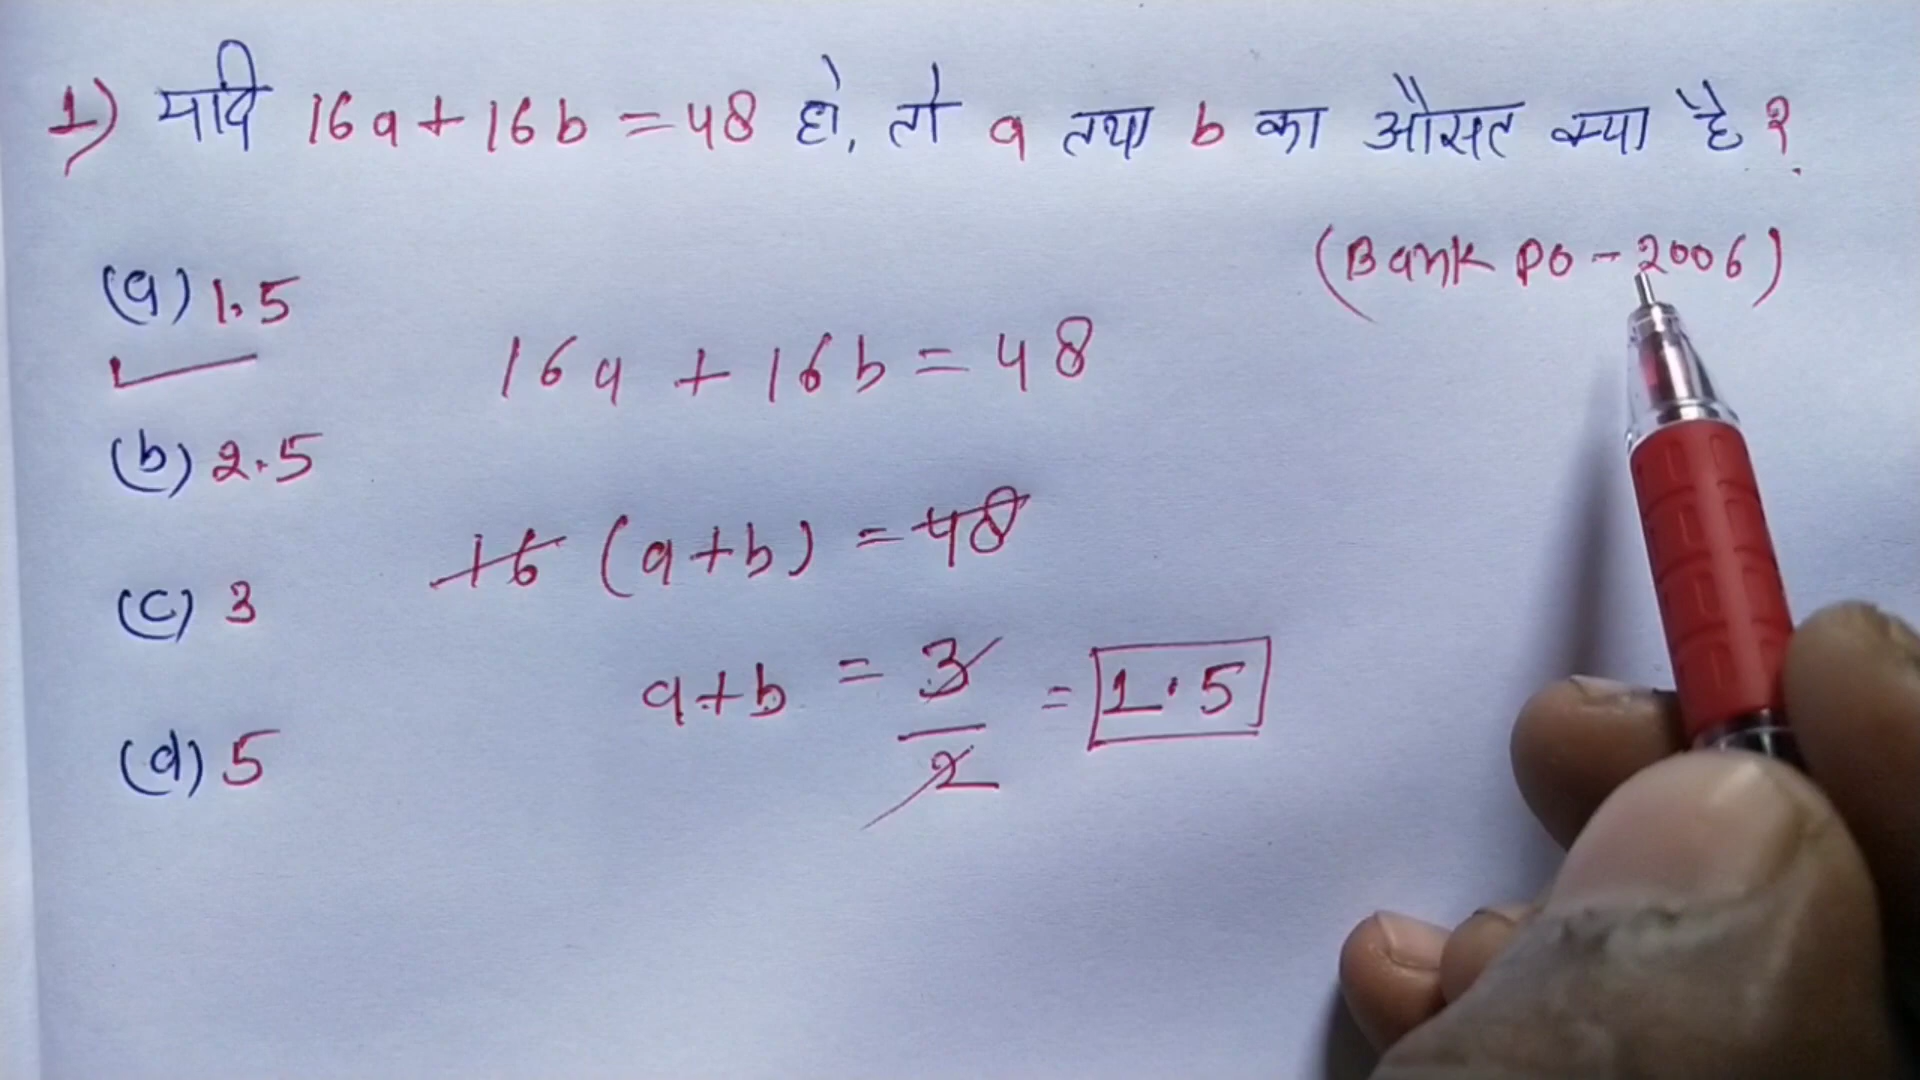 1) यदि 16a+16b=48 हो, तो a तथा b का औसत क्या है ?
(Bank PO - 2006)
(a) 1.5
16a + 16b = 48
(b) 2.5
16 (a+b) = 48
(c) 3
a+b = 3/2 = 1.5
(d) 5